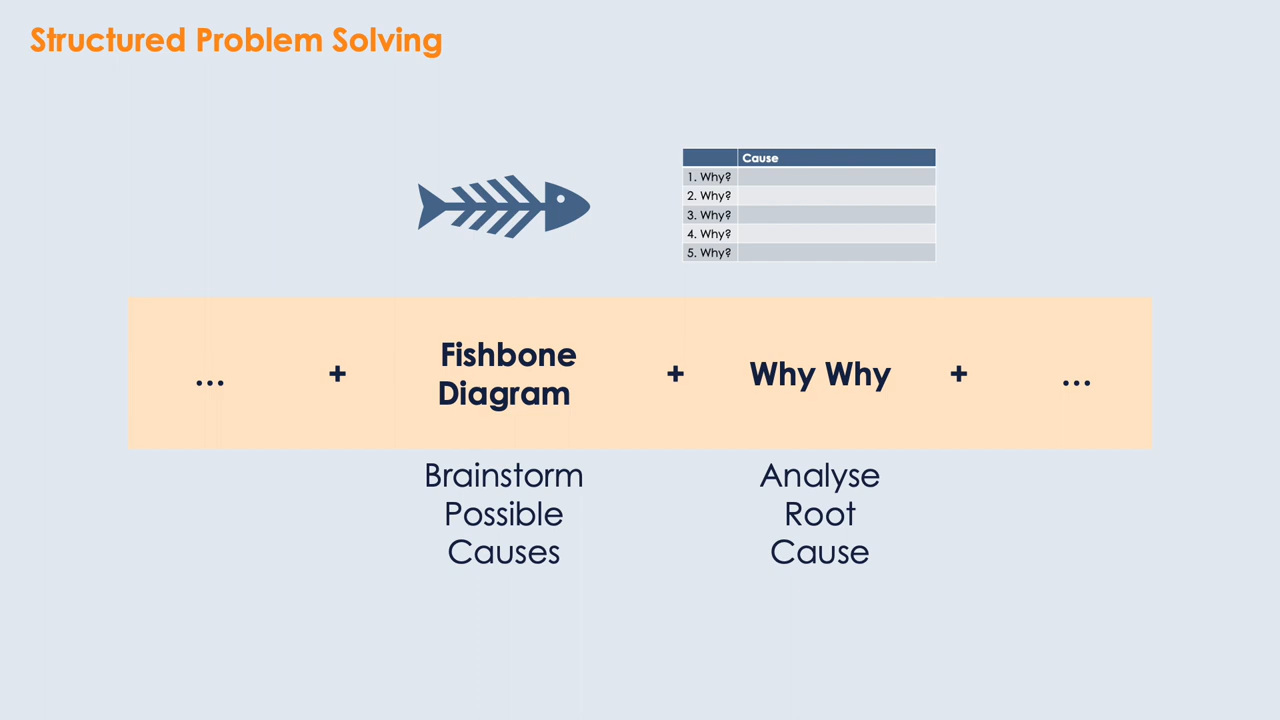 Structured Problem Solving
Cause
1. Why?
2. Why?
3. Why?
4. Why?
5. Why?
... + Fishbone Diagram + Why Why + ...
Brainstorm
Possible
Causes
Analyse
Root
Cause